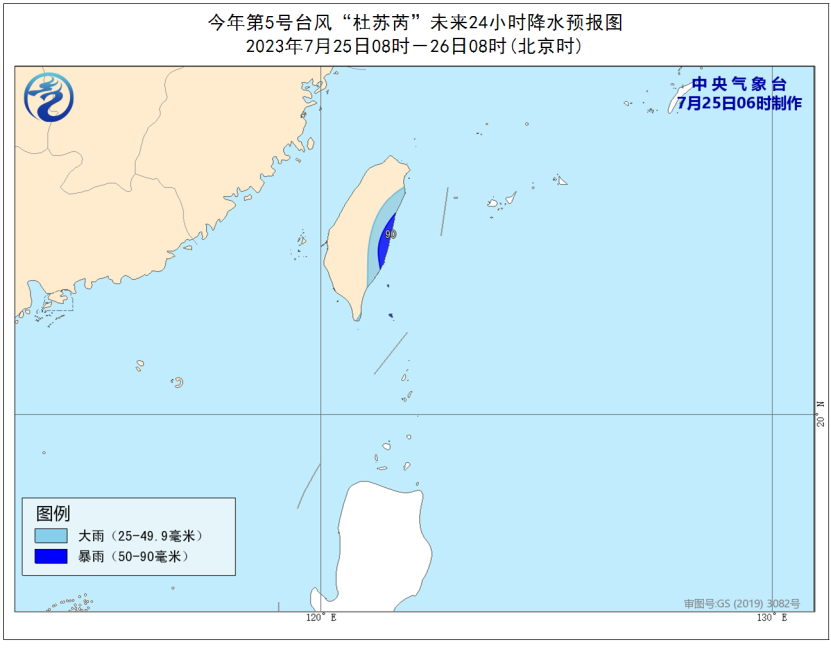 今年第5号台风“杜苏芮”未来24小时降水预报图
2023年7月25日08时－26日08时(北京时)
中央气象台
7月25日06时制作
90
20° N
图例
大雨（25-49.9毫米）
暴雨（50-90毫米）
审图号:GS (2019) 3082号
120° E
130° E